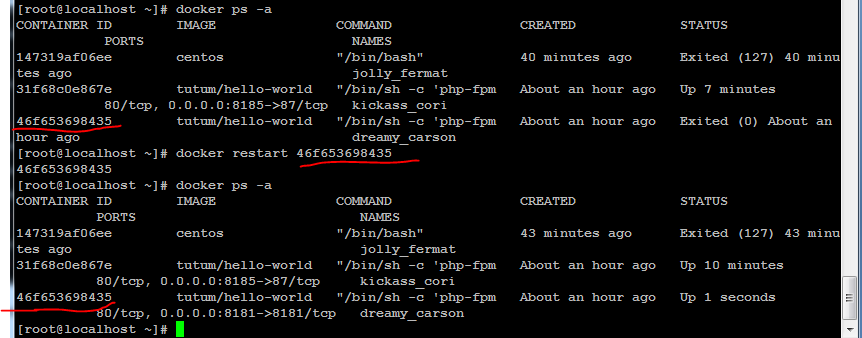 [root@localhost ~]# docker ps -a
CONTAINER ID        IMAGE               COMMAND                CREATED             STATUS
           PORTS                          NAMES
147319af06ee        centos              "/bin/bash"            40 minutes ago      Exited (127) 40 minu
tes ago                                   jolly_fermat
31f68c0e867e        tutum/hello-world   "/bin/sh -c 'php-fpm   About an hour ago   Up 7 minutes
           80/tcp, 0.0.0.0:8185->87/tcp   kickass_cori
46f653698435        tutum/hello-world   "/bin/sh -c 'php-fpm   About an hour ago   Exited (0) About an
hour ago                                  dreamy_carson
[root@localhost ~]# docker restart 46f653698435
46f653698435
[root@localhost ~]# docker ps -a
CONTAINER ID        IMAGE               COMMAND                CREATED             STATUS
          PORTS                            NAMES
147319af06ee        centos              "/bin/bash"            43 minutes ago      Exited (127) 43 minu
tes ago                                    jolly_fermat
31f68c0e867e        tutum/hello-world   "/bin/sh -c 'php-fpm   About an hour ago   Up 10 minutes
          80/tcp, 0.0.0.0:8185->87/tcp     kickass_cori
46f653698435        tutum/hello-world   "/bin/sh -c 'php-fpm   About an hour ago   Up 1 seconds
          80/tcp, 0.0.0.0:8181->8181/tcp   dreamy_carson
[root@localhost ~]#